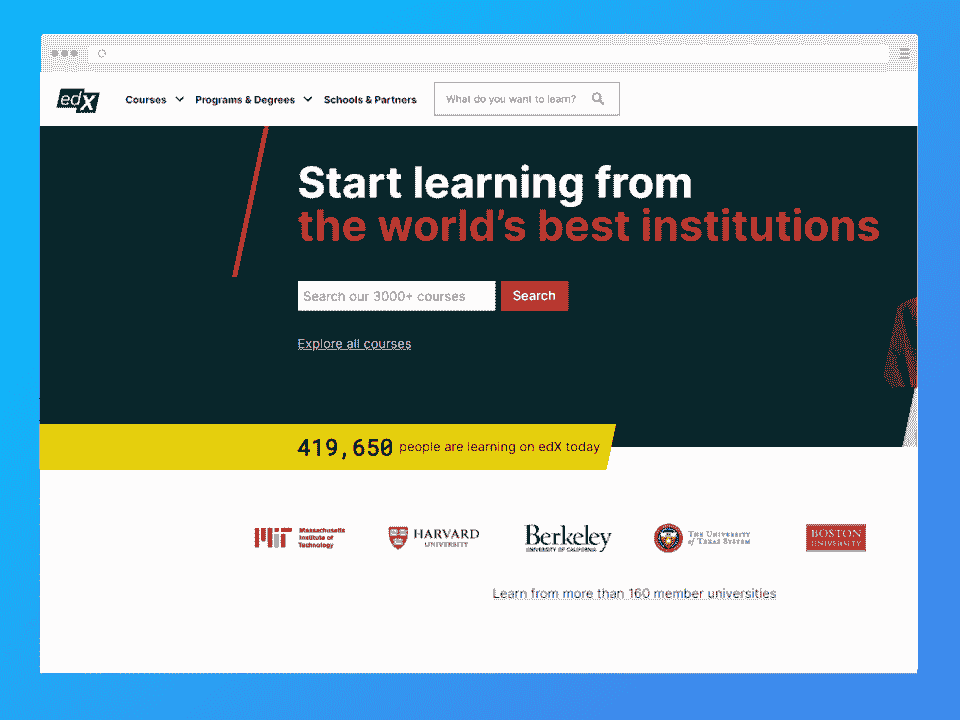 edX Courses Programs & Degrees Schools & Partners What do you want to learn?
Start learning from
the world's best institutions
Search our 3000+ courses Search
Explore all courses
419,650 people are learning on edX today
MIT Massachusetts
Institute of
Technology
HARVARD
UNIVERSITY
Berkeley
UNIVERSITY OF CALIFORNIA
THE UNIVERSITY
of TEXAS SYSTEM
BOSTON
UNIVERSITY
Learn from more than 160 member universities